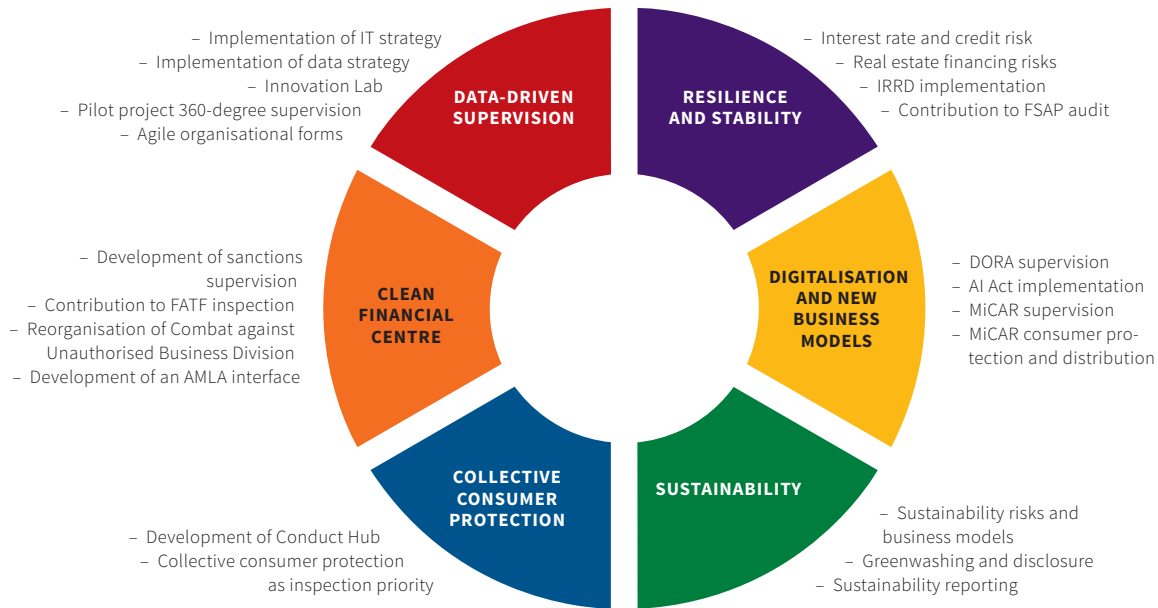 – Implementation of IT strategy
– Implementation of data strategy
– Innovation Lab
– Pilot project 360-degree supervision
– Agile organisational forms
DATA-DRIVEN
SUPERVISION
RESILIENCE
AND STABILITY
– Interest rate and credit risk
– Real estate financing risks
– IRRD implementation
– Contribution to FSAP audit
– Development of sanctions
supervision
– Contribution to FATF inspection
– Reorganisation of Combat against
Unauthorised Business Division
– Development of an AMLA interface
CLEAN
FINANCIAL
CENTRE
DIGITALISATION
AND NEW
BUSINESS
MODELS
– DORA supervision
– AI Act implementation
– MiCAR supervision
– MiCAR consumer pro-
tection and distribution
COLLECTIVE
CONSUMER
PROTECTION
– Development of Conduct Hub
– Collective consumer protection
as inspection priority
SUSTAINABILITY
– Sustainability risks and
business models
– Greenwashing and disclosure
– Sustainability reporting